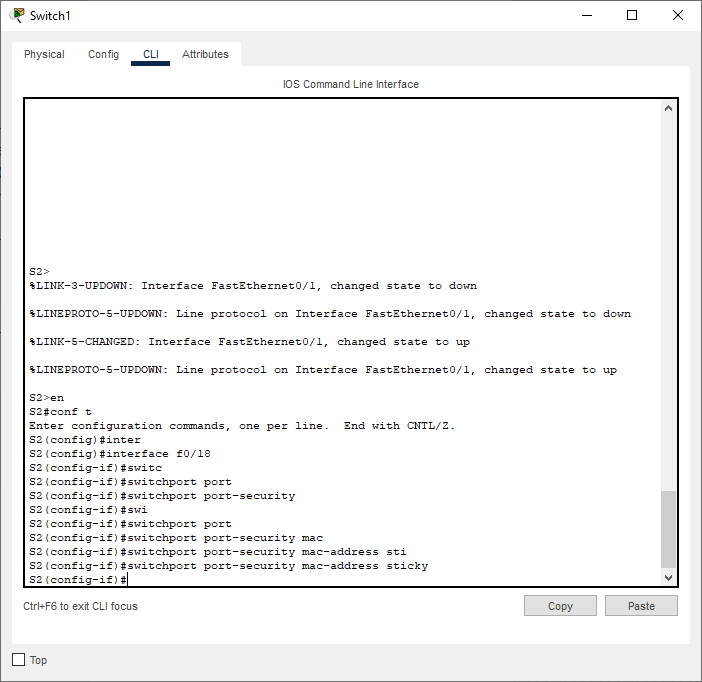 Switch1
Physical Config CLI Attributes
IOS Command Line Interface
S2>
%LINK-3-UPDOWN: Interface FastEthernet0/1, changed state to down
%LINEPROTO-5-UPDOWN: Line protocol on Interface FastEthernet0/1, changed state to down
%LINK-5-CHANGED: Interface FastEthernet0/1, changed state to up
%LINEPROTO-5-UPDOWN: Line protocol on Interface FastEthernet0/1, changed state to up
S2>en
S2#conf t
Enter configuration commands, one per line.  End with CNTL/Z.
S2(config)#inter
S2(config)#interface f0/18
S2(config-if)#switc
S2(config-if)#switchport port
S2(config-if)#switchport port-security
S2(config-if)#swi
S2(config-if)#switchport port
S2(config-if)#switchport port-security mac
S2(config-if)#switchport port-security mac-address sti
S2(config-if)#switchport port-security mac-address sticky
S2(config-if)#
Ctrl+F6 to exit CLI focus
Copy Paste
Top